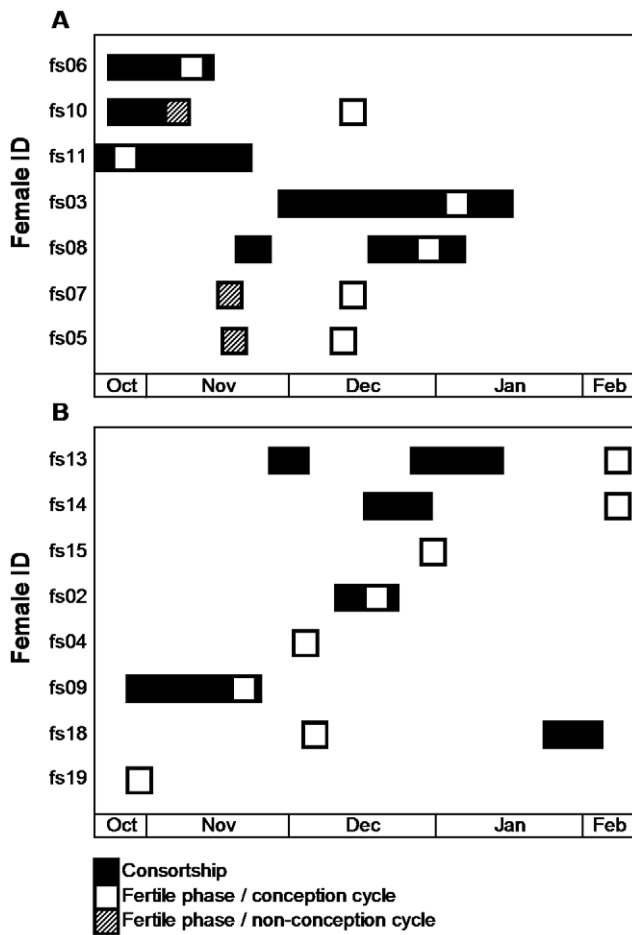 A
Female ID
fs06
fs10
fs11
fs03
fs08
fs07
fs05
Oct Nov Dec Jan Feb
B
Female ID
fs13
fs14
fs15
fs02
fs04
fs09
fs18
fs19
Oct Nov Dec Jan Feb
Consortship
Fertile phase / conception cycle
Fertile phase / non-conception cycle